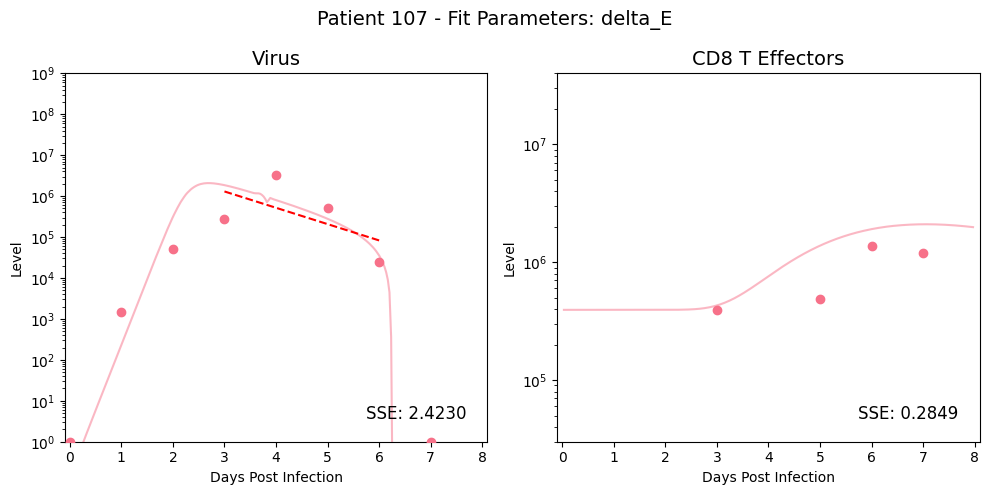 Patient 107 - Fit Parameters: delta_E
Virus
10^9
10^8
10^7
10^6
10^5
10^4
10^3
10^2
10^1
10^0
Level
0 1 2 3 4 5 6 7 8
Days Post Infection
SSE: 2.4230
CD8 T Effectors
10^7
10^6
10^5
Level
0 1 2 3 4 5 6 7 8
Days Post Infection
SSE: 0.2849